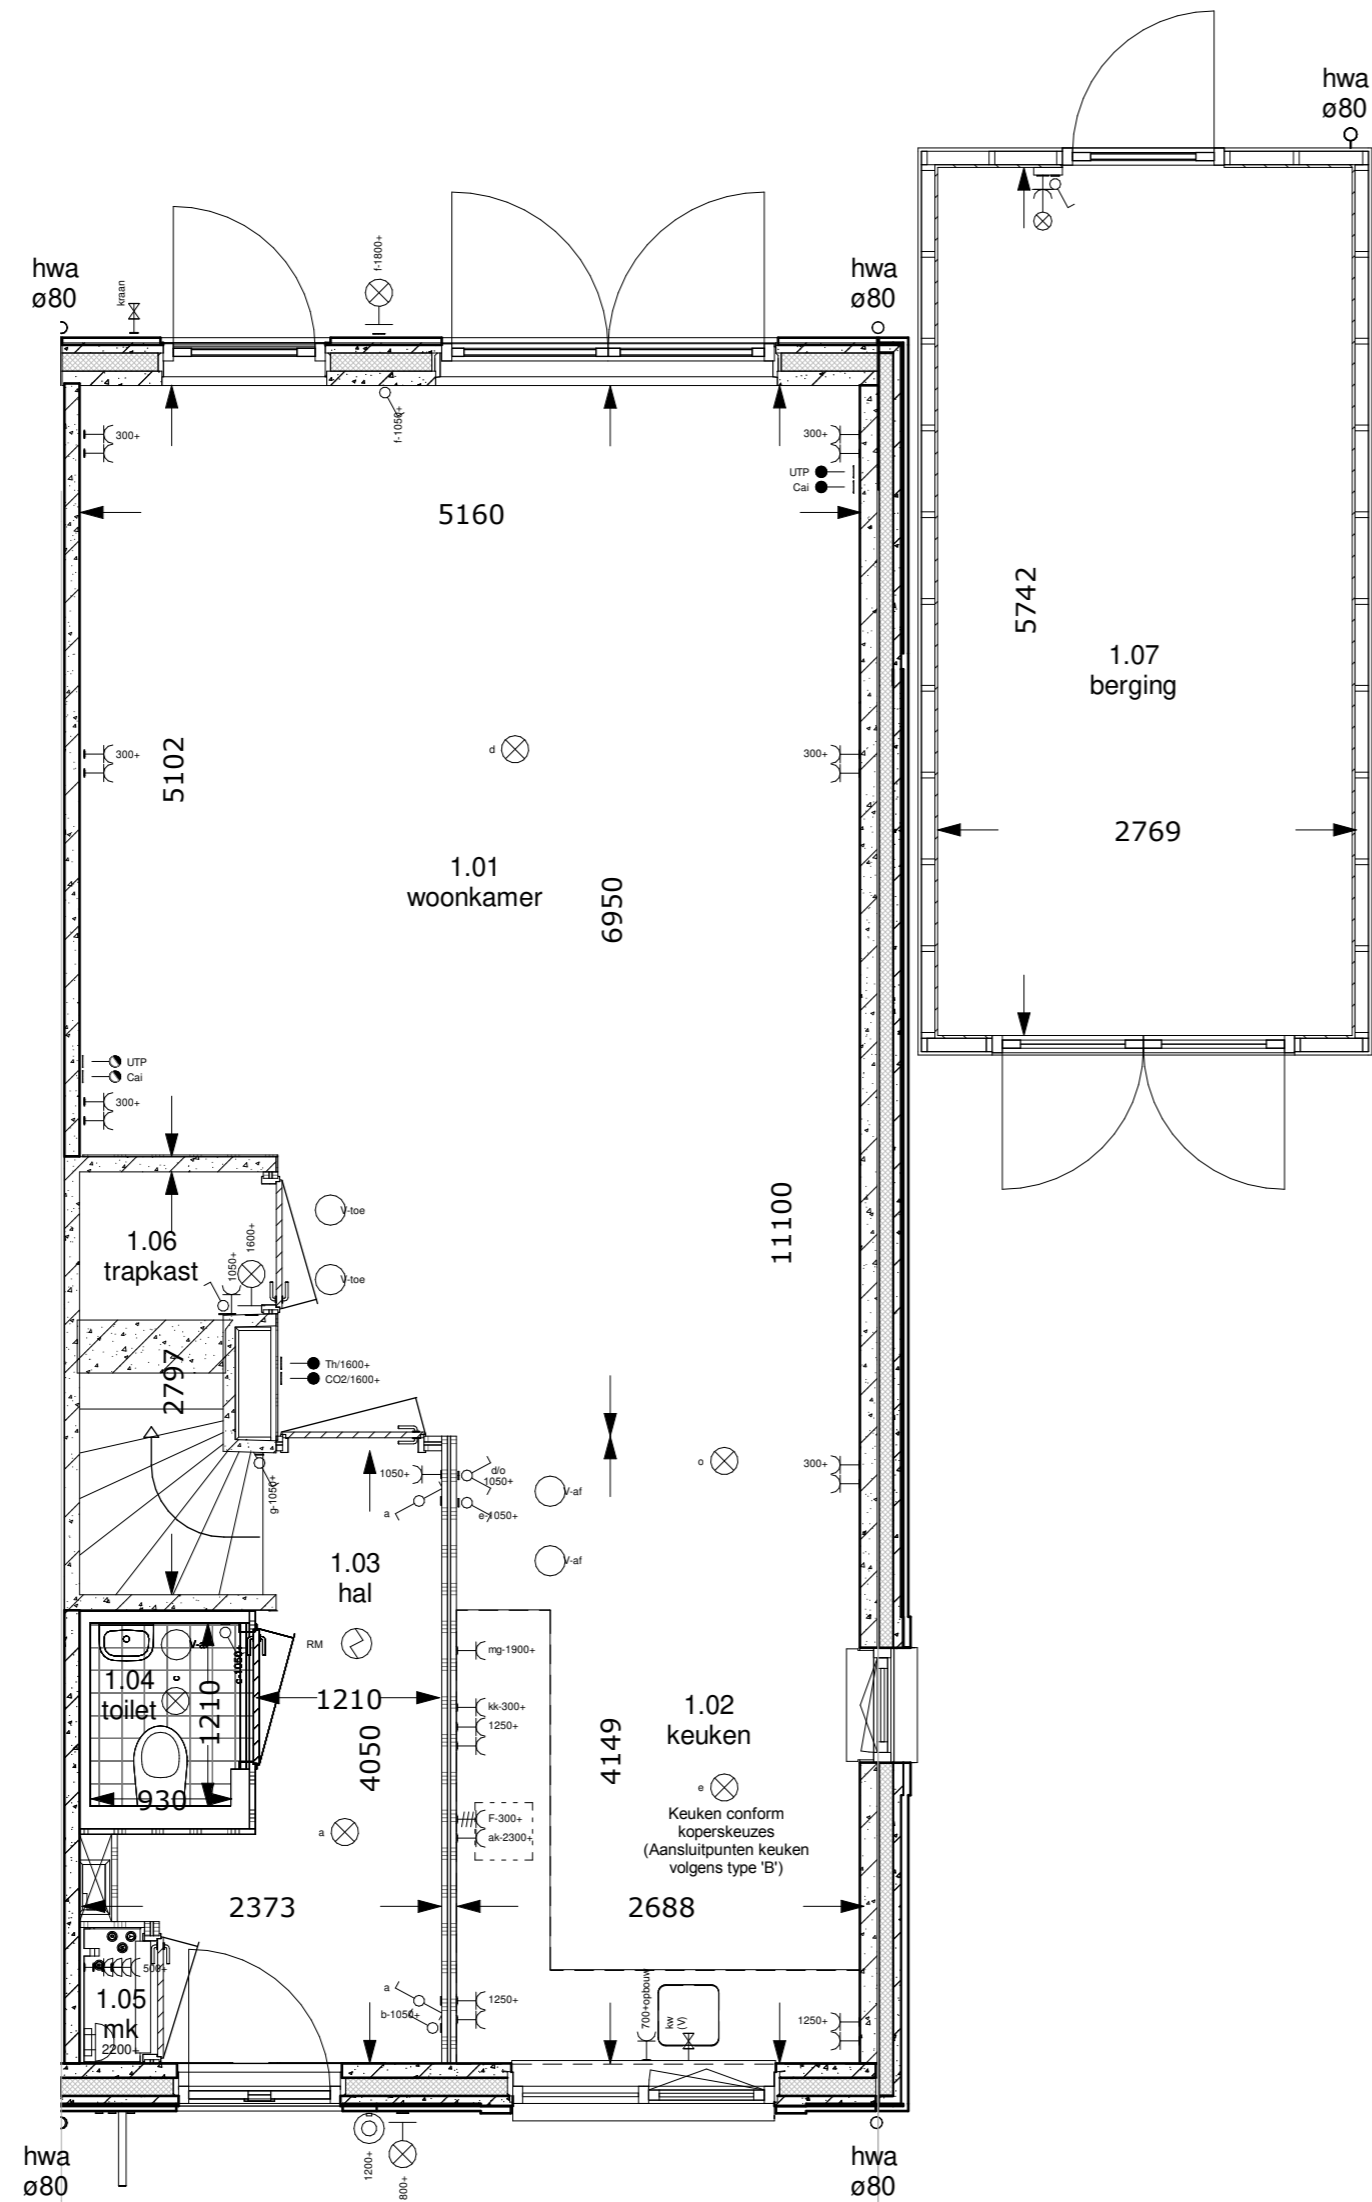 hwa
ø80
hwa
ø80
kraan
f-1800+
hwa
ø80
f-1050+
300+
300+
UTP
Cai
5160
5742
1.07
berging
300+
5102
d
300+
2769
1.01
woonkamer
6950
UTP
Cai
300+
11100
1.06
trapkast
1050+
1600+
V-toe
V-toe
2797
Th/1600+
CO2/1600+
g-1050+
1050+
a
d/o
1050+
e-1050+
o
V-af
V-af
300+
1.03
hal
RM
V-af
c-1050+
1.04
toilet
c
1210
930
1210
4050
mg-1900+
kk-300+
1250+
4149
1.02
keuken
e
Keuken conform
koperskeuzes
(Aansluitpunten keuken
volgens type 'B')
F-300+
ak-2300+
a
2373
2688
500+
1.05
mk
2200+
a
b-1050+
1250+
700+opbouw
kw
(V)
1250+
hwa
ø80
1200+
800+
hwa
ø80